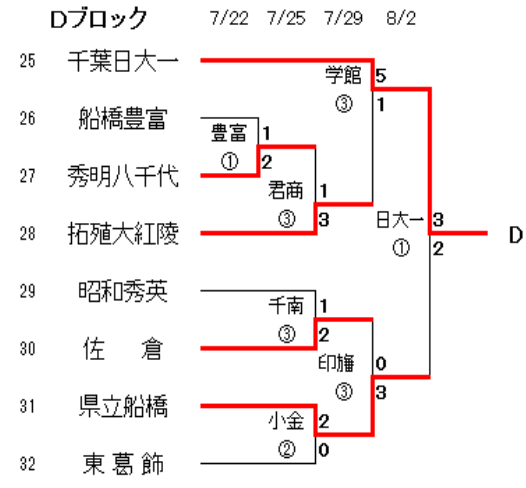 Dブロック 7/22 7/25 7/29 8/2
25 千葉日大一
学館 5
③ 1
26 船橋豊富
豊富 1
① 2
27 秀明八千代
君商 1
③ 3
28 拓殖大紅陵
日大一 3
① 2
D
29 昭和秀英
千南 1
③ 2
30 佐倉
印旛 0
③ 3
31 県立船橋
小金 2
② 0
32 東葛飾